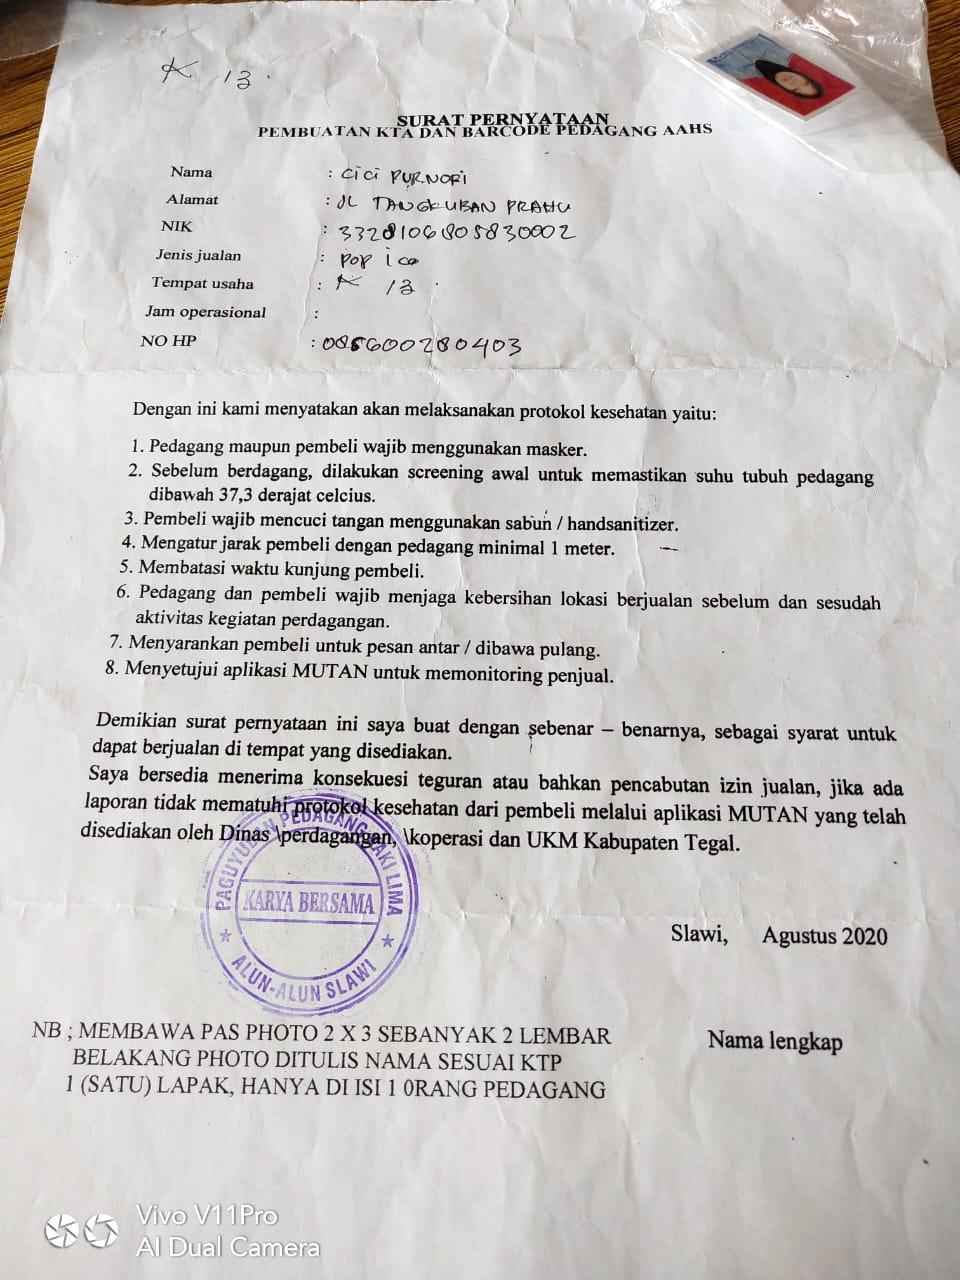 K 13.
SURAT PERNYATAAN
PEMBUATAN KTA DAN BARCODE PEDAGANG AAHS
Nama : CiCi PURNOFI
Alamat : JL TANGKUBAN PRAHU
NIK : 3328106805830002
Jenis jualan : POP ice
Tempat usaha : K 13.
Jam operasional :
NO HP : 085600280403
Dengan ini kami menyatakan akan melaksanakan protokol kesehatan yaitu:
1. Pedagang maupun pembeli wajib menggunakan masker.
2. Sebelum berdagang, dilakukan screening awal untuk memastikan suhu tubuh pedagang
dibawah 37,3 derajat celcius.
3. Pembeli wajib mencuci tangan menggunakan sabun / handsanitizer.
4. Mengatur jarak pembeli dengan pedagang minimal 1 meter.
5. Membatasi waktu kunjung pembeli.
6. Pedagang dan pembeli wajib menjaga kebersihan lokasi berjualan sebelum dan sesudah
aktivitas kegiatan perdagangan.
7. Menyarankan pembeli untuk pesan antar / dibawa pulang.
8. Menyetujui aplikasi MUTAN untuk memonitoring penjual.
Demikian surat pernyataan ini saya buat dengan sebenar – benarnya, sebagai syarat untuk
dapat berjualan di tempat yang disediakan.
Saya bersedia menerima konsekuesi teguran atau bahkan pencabutan izin jualan, jika ada
laporan tidak mematuhi protokol kesehatan dari pembeli melalui aplikasi MUTAN yang telah
disediakan oleh Dinas \perdagangan, \koperasi dan UKM Kabupaten Tegal.
PAGUYUBAN PEDAGANG KAKI LIMA
KARYA BERSAMA
ALUN-ALUN SLAWI
Slawi, Agustus 2020
NB ; MEMBAWA PAS PHOTO 2 X 3 SEBANYAK 2 LEMBAR
BELAKANG PHOTO DITULIS NAMA SESUAI KTP
1 (SATU) LAPAK, HANYA DI ISI 1 0RANG PEDAGANG
Nama lengkap
Vivo V11Pro
AI Dual Camera